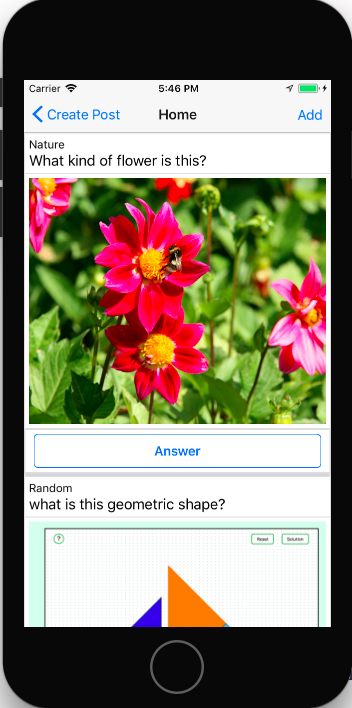 Carrier 5:46 PM
Create Post Home Add
Nature
What kind of flower is this?
Answer
Random
what is this geometric shape?
? Reset Solution